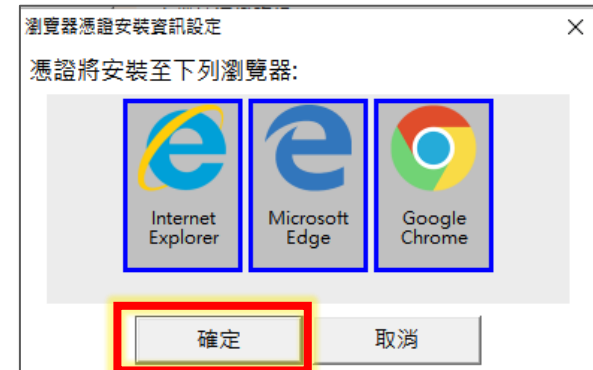 瀏覽器憑證安裝資訊設定
憑證將安裝至下列瀏覽器:
Internet
Explorer
Microsoft
Edge
Google
Chrome
確定
取消